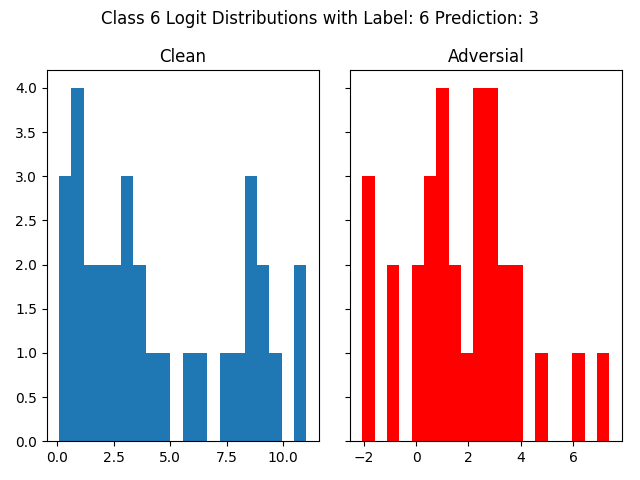 Class 6 Logit Distributions with Label: 6 Prediction: 3
Clean
Adversial
4.0
3.5
3.0
2.5
2.0
1.5
1.0
0.5
0.0
0.0 2.5 5.0 7.5 10.0
−2 0 2 4 6